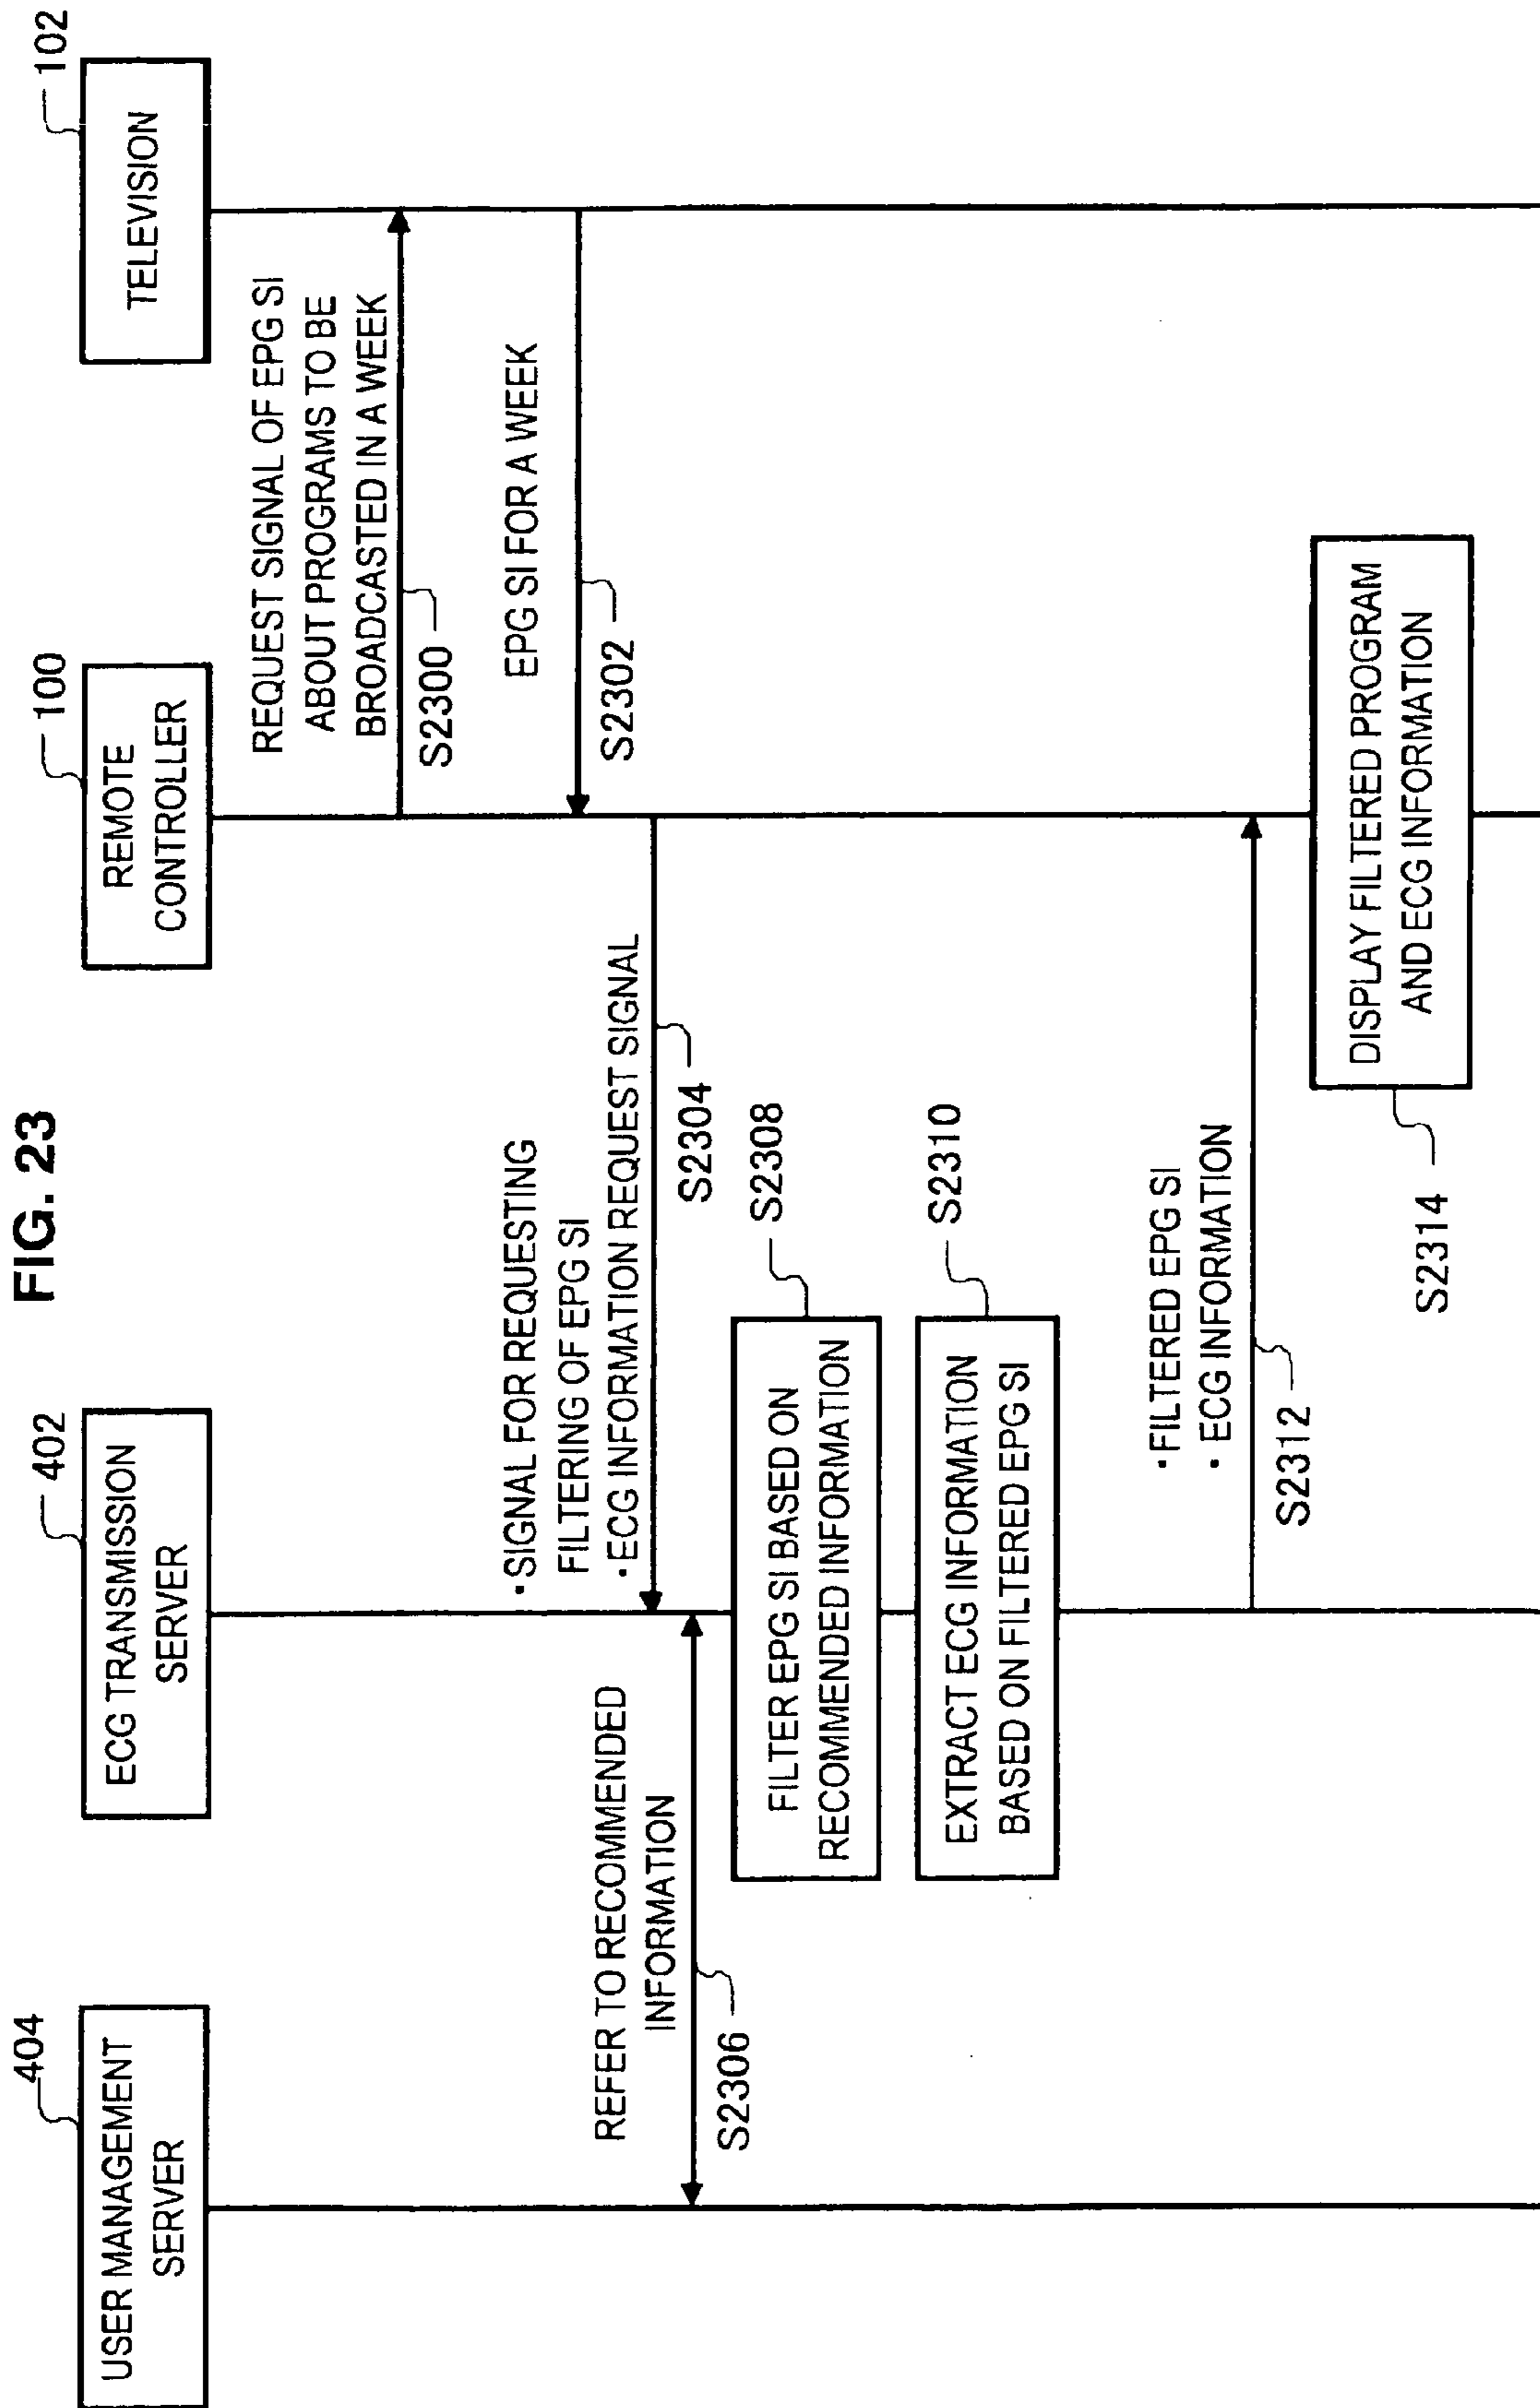 FIG. 23
404
USER MANAGEMENT
SERVER
402
ECG TRANSMISSION
SERVER
100
REMOTE
CONTROLLER
102
TELEVISION
REQUEST SIGNAL OF EPG SI
ABOUT PROGRAMS TO BE
BROADCASTED IN A WEEK
S2300
EPG SI FOR A WEEK
S2302
・SIGNAL FOR REQUESTING
FILTERING OF EPG SI
・ECG INFORMATION REQUEST SIGNAL
S2304
REFER TO RECOMMENDED
INFORMATION
S2306
FILTER EPG SI BASED ON
RECOMMENDED INFORMATION
S2308
EXTRACT ECG INFORMATION
BASED ON FILTERED EPG SI
S2310
・FILTERED EPG SI
・ECG INFORMATION
S2312
DISPLAY FILTERED PROGRAM
AND ECG INFORMATION
S2314